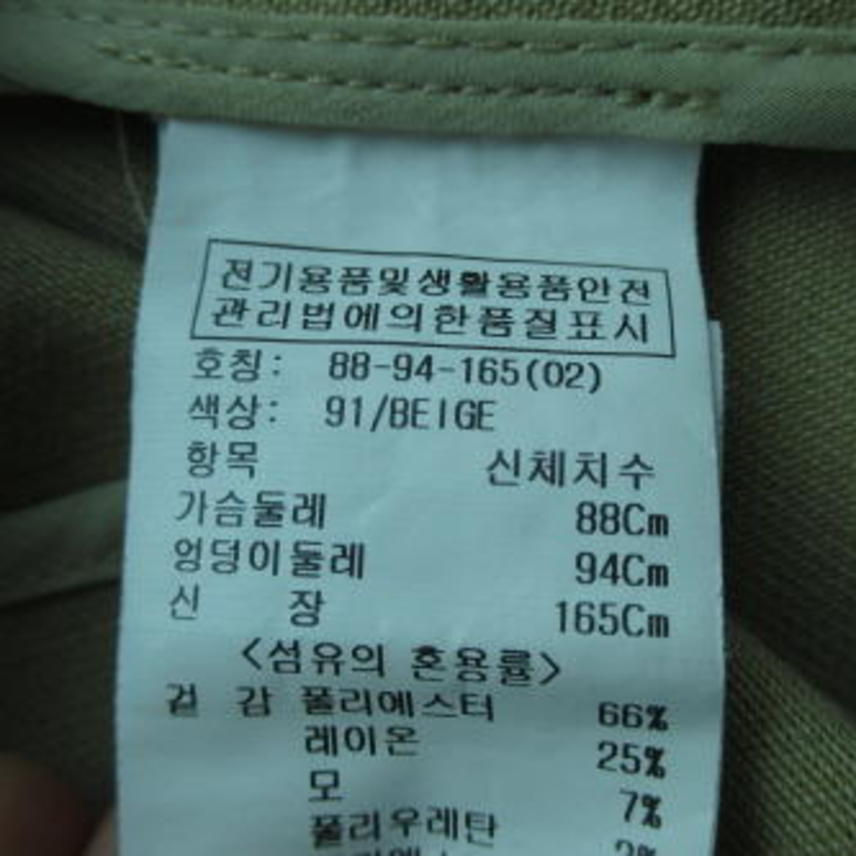 전기용품및생활용품안전
관리법에의한품질표시
호칭: 88-94-165(02)
색상: 91/BEIGE
항목 신체치수
가슴둘레 88Cm
엉덩이둘레 94Cm
신 장 165Cm
<섬유의 혼용률>
겉 감 폴리에스터 66%
레이온 25%
모 7%
폴리우레탄